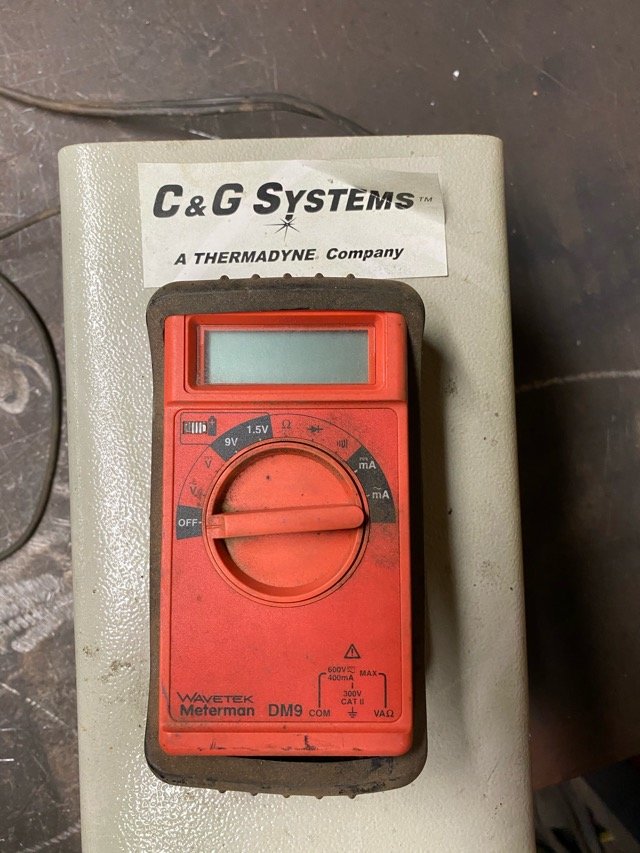 C & G SYSTEMS™
A THERMADYNE Company
1.5V
Ω
9V
V
mA
mA
OFF
600V MAX
400mA
300V
CAT II
WAVETEK
Meterman DM9 COM VAΩ